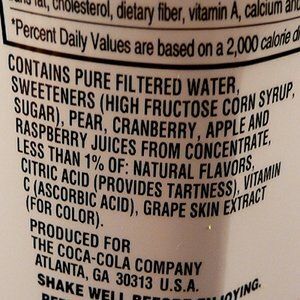 fat, cholesterol, dietary fiber, vitamin A, calcium and
*Percent Daily Values are based on a 2,000 calorie
CONTAINS PURE FILTERED WATER,
SWEETENERS (HIGH FRUCTOSE CORN SYRUP,
SUGAR), PEAR, CRANBERRY, APPLE AND
RASPBERRY JUICES FROM CONCENTRATE,
LESS THAN 1% OF: NATURAL FLAVORS,
CITRIC ACID (PROVIDES TARTNESS), VITAMIN
C (ASCORBIC ACID), GRAPE SKIN EXTRACT
(FOR COLOR).
PRODUCED FOR
THE COCA-COLA COMPANY
ATLANTA, GA 30313 U.S.A.
SHAKE WELL BEFORE ENJOYING.